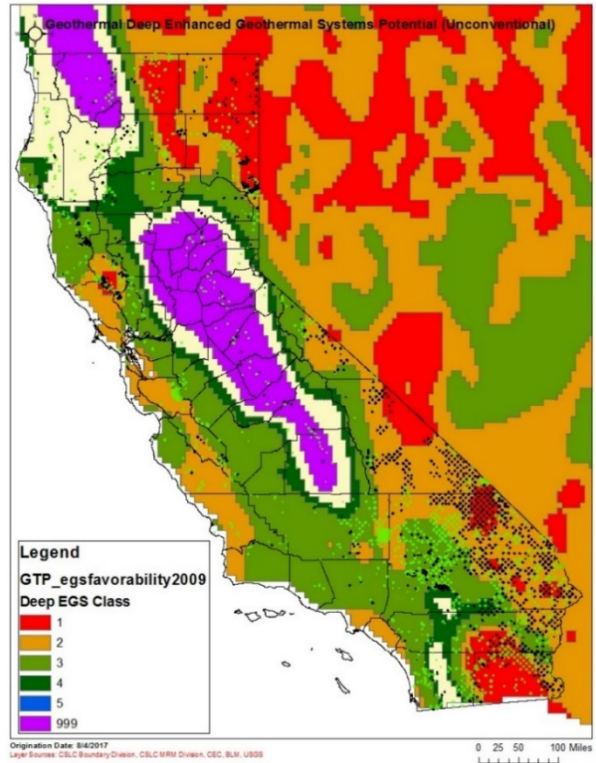 Geothermal Deep Enhanced Geothermal Systems Potential (Unconventional)
Legend
GTP_egsfavorability2009
Deep EGS Class
1
2
3
4
5
999
Origination Date: 8/4/2017
Layer Sources: CSLC Boundary Division, CSLC MRM Division, CEC, BLM, USGS
0 25 50 100 Miles